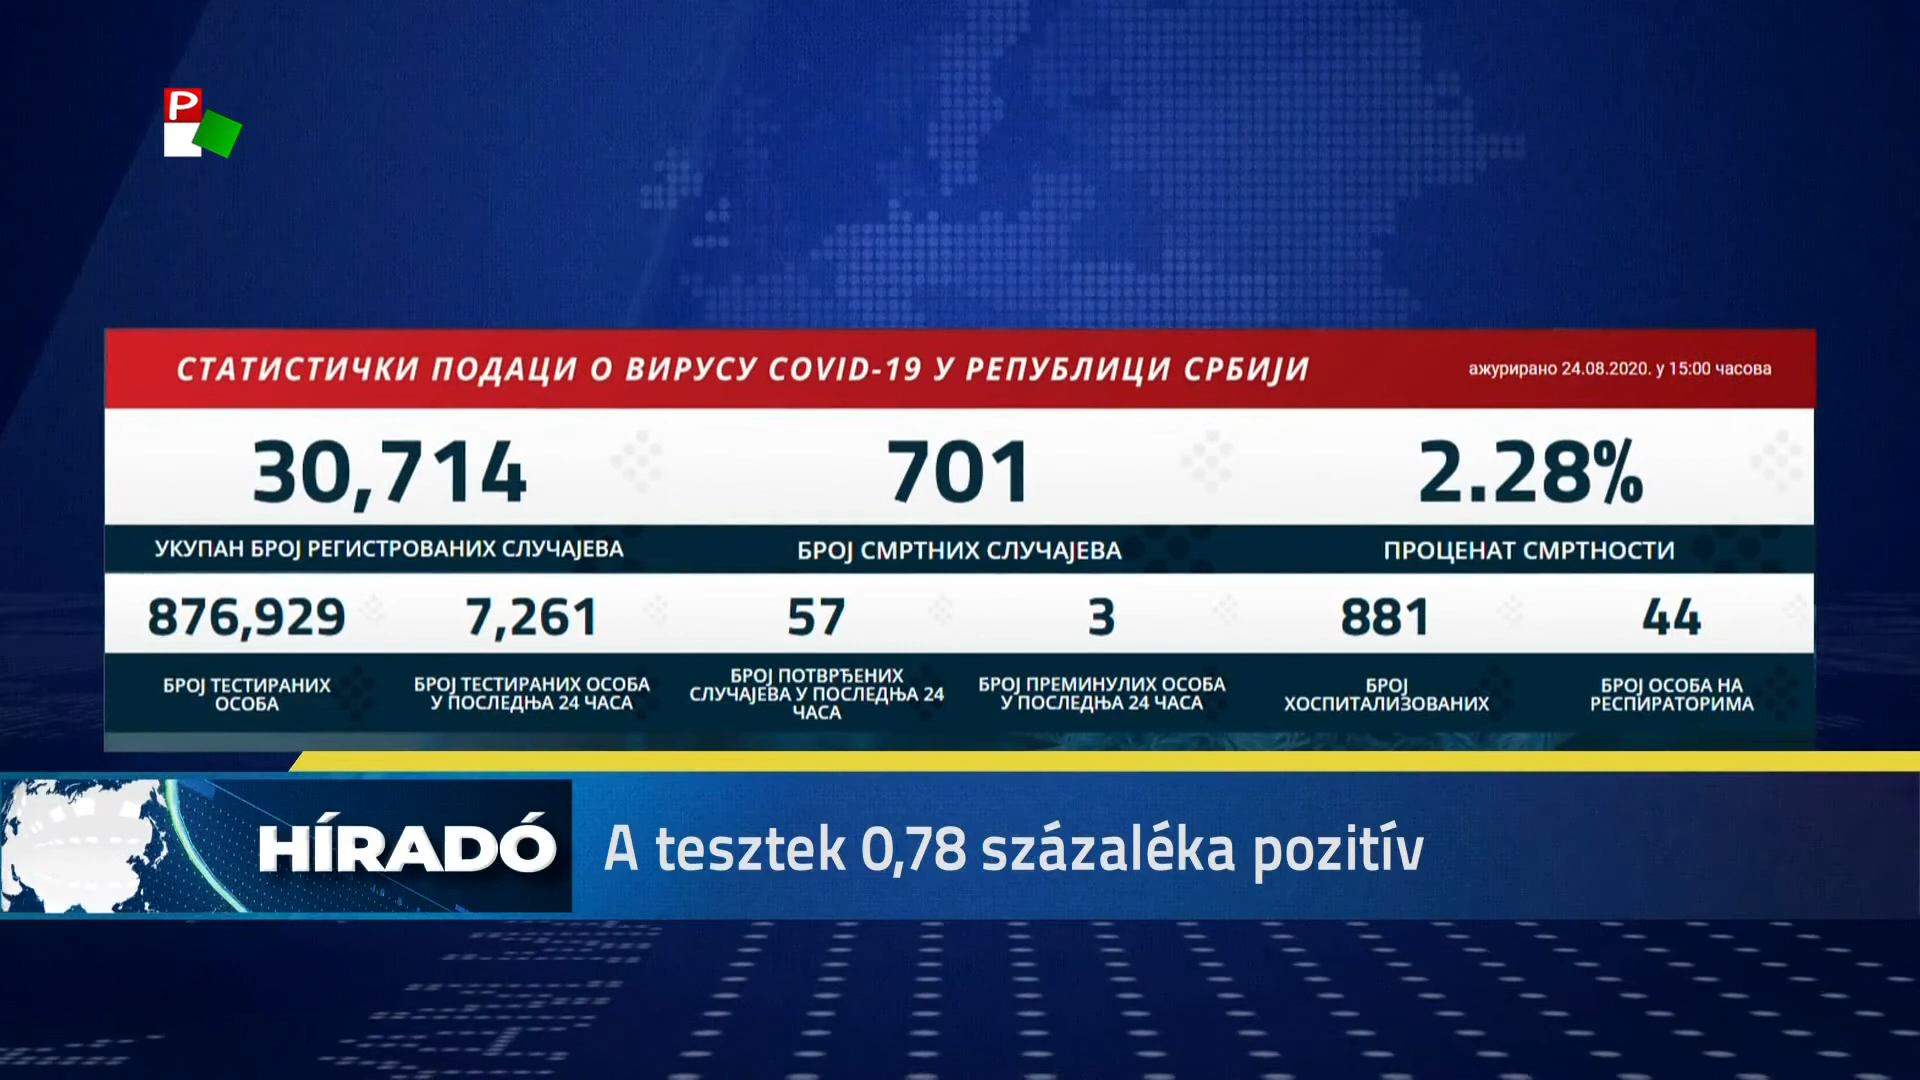 P
СТАТИСТИЧКИ ПОДАЦИ О ВИРУСУ COVID-19 У РЕПУБЛИЦИ СРБИЈИ
ажурирано 24.08.2020. у 15:00 часова
30,714
701
2.28%
УКУПАН БРОЈ РЕГИСТРОВАНИХ СЛУЧАЈЕВА
БРОЈ СМРТНИХ СЛУЧАЈЕВА
ПРОЦЕНАТ СМРТНОСТИ
876,929
7,261
57
3
881
44
БРОЈ ТЕСТИРАНИХ
ОСОБА
БРОЈ ТЕСТИРАНИХ ОСОБА
У ПОСЛЕДЊА 24 ЧАСА
БРОЈ ПОТВРЂЕНИХ
СЛУЧАЈЕВА У ПОСЛЕДЊА 24
ЧАСА
БРОЈ ПРЕМИНУЛИХ ОСОБА
У ПОСЛЕДЊА 24 ЧАСА
БРОЈ
ХОСПИТАЛИЗОВАНИХ
БРОЈ ОСОБА НА
РЕСПИРАТОРИМА
HÍRADÓ
A tesztek 0,78 százaléka pozitív